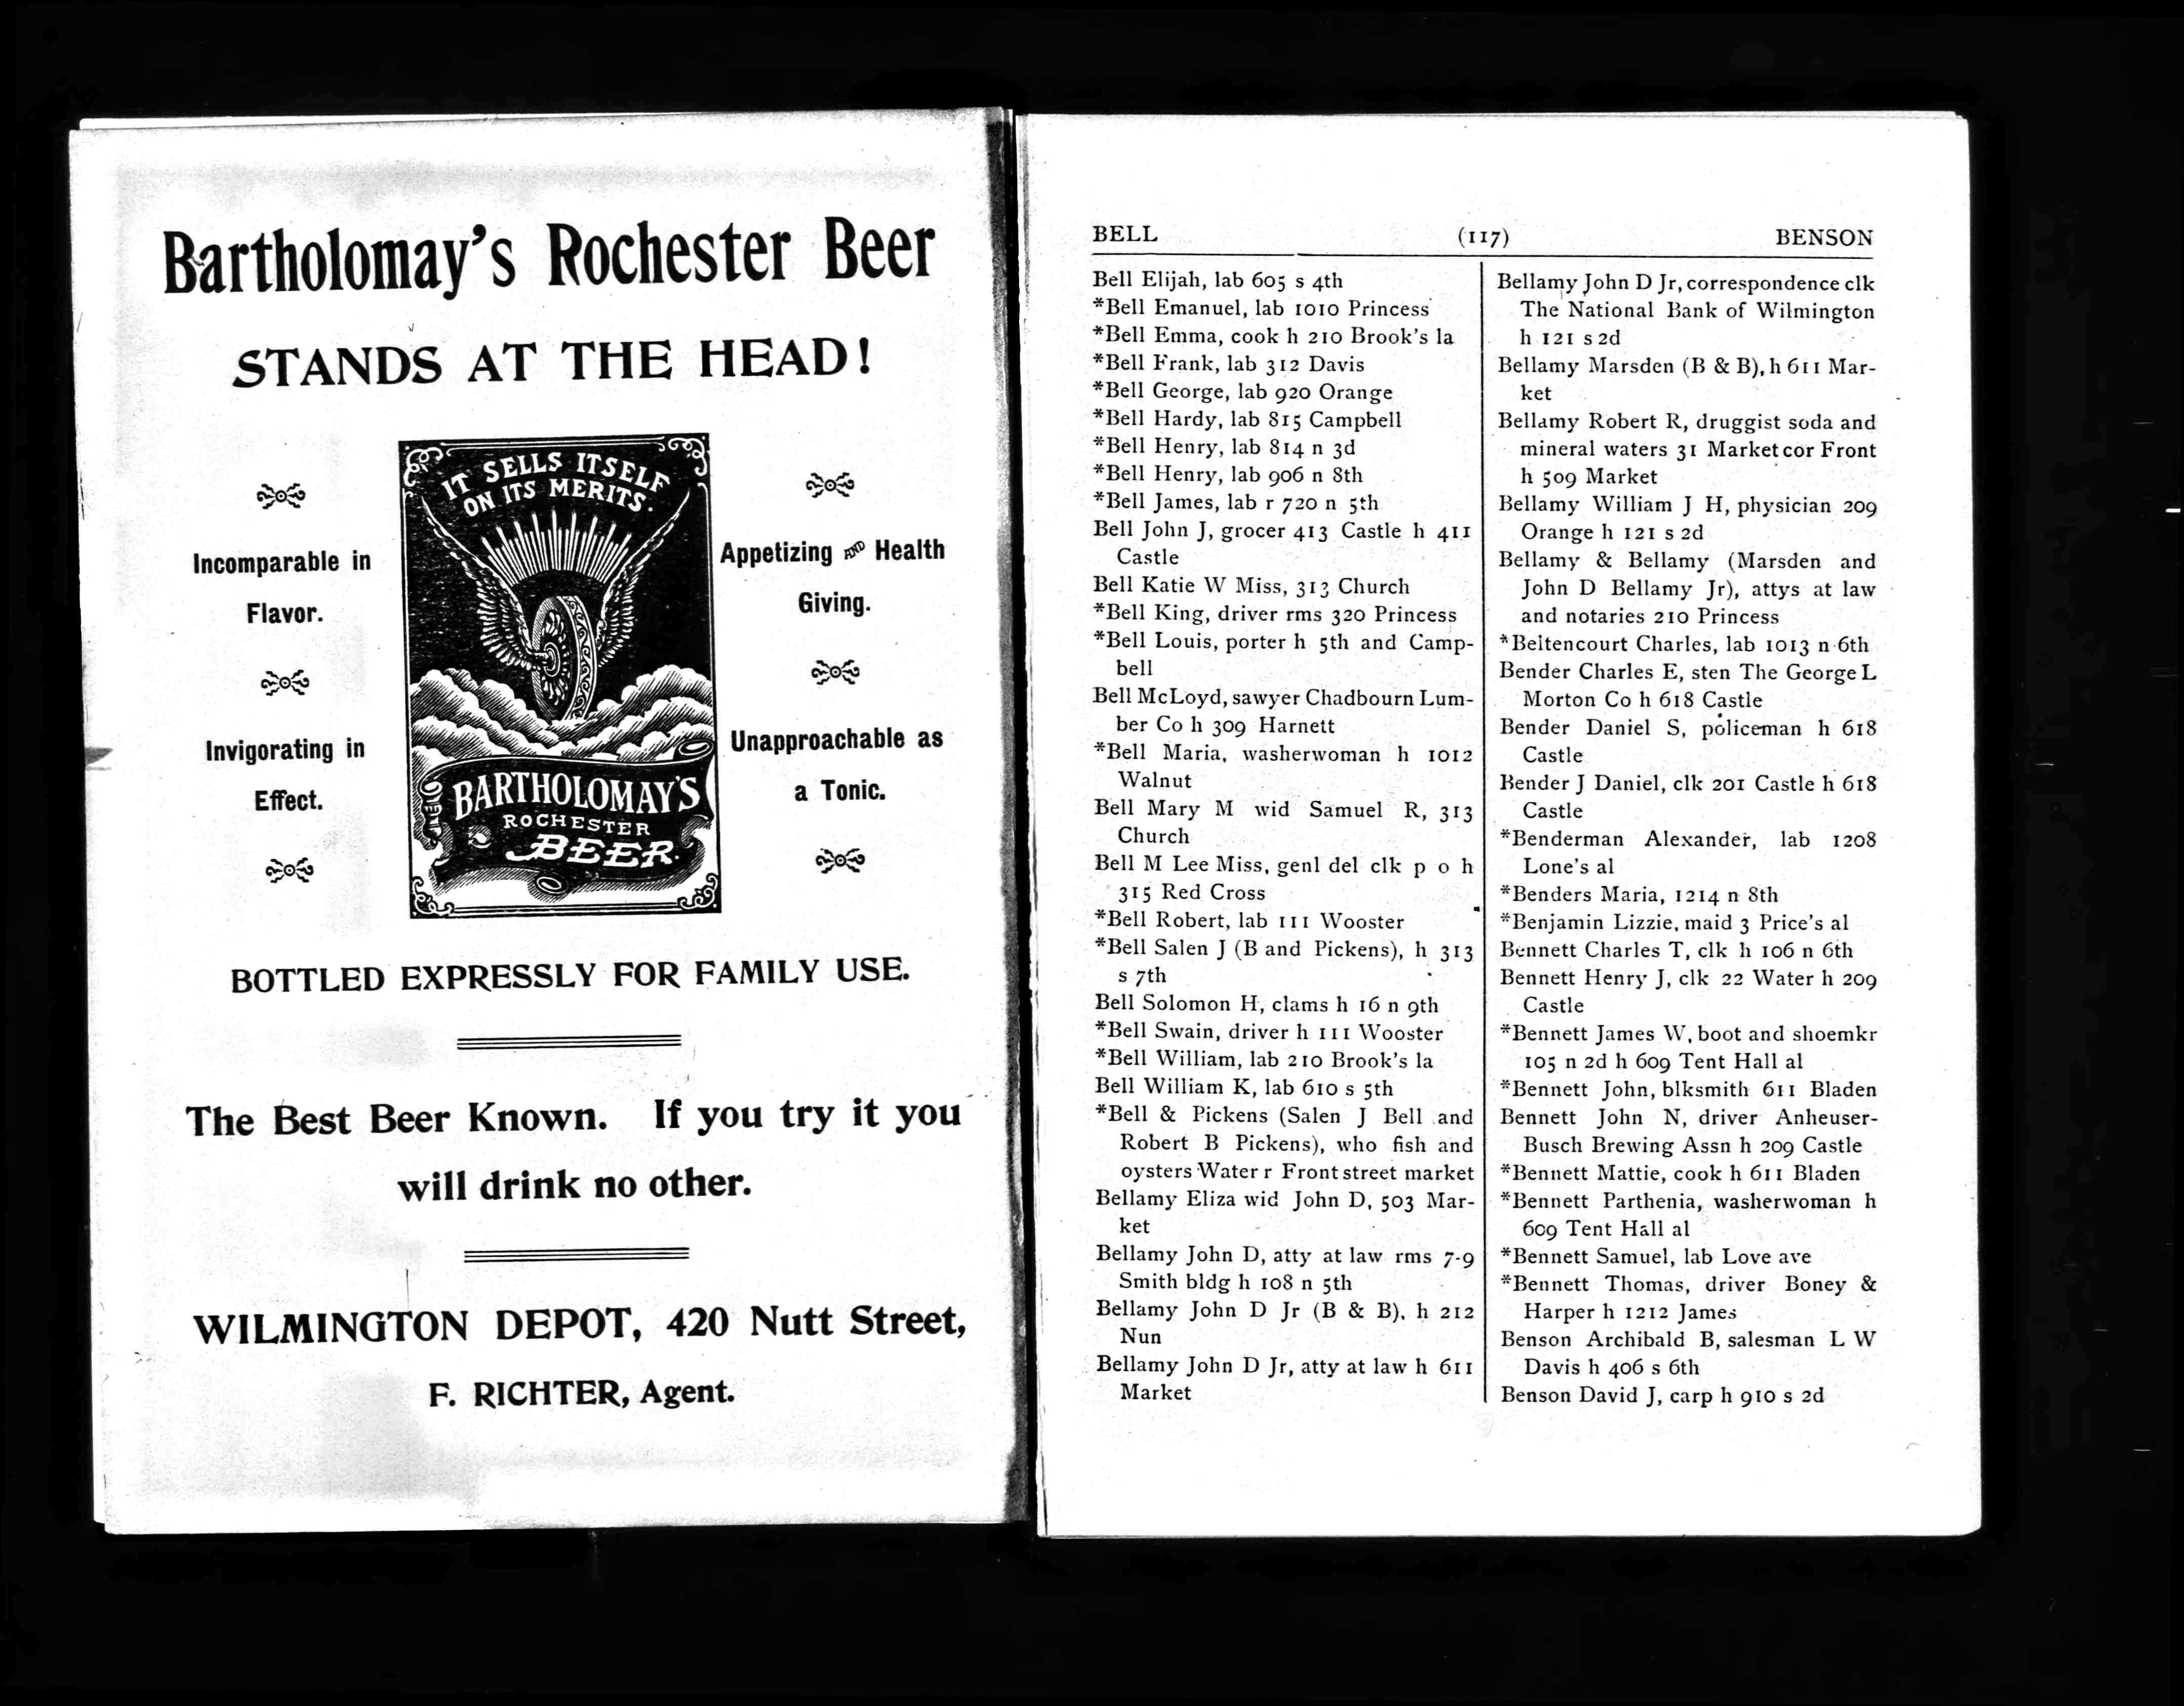 Bartholomay's Rochester Beer
STANDS AT THE HEAD!
IT SELLS ITSELF
ON ITS MERITS.
Incomparable in
Flavor.
Invigorating in
Effect.
Appetizing AND Health
Giving.
Unapproachable as
a Tonic.
BARTHOLOMAY'S
ROCHESTER
BEER.
BOTTLED EXPRESSLY FOR FAMILY USE.
The Best Beer Known. If you try it you
will drink no other.
WILMINGTON DEPOT, 420 Nutt Street,
F. RICHTER, Agent.
BELL (117) BENSON
Bell Elijah, lab 605 s 4th
*Bell Emanuel, lab 1010 Princess
*Bell Emma, cook h 210 Brook's la
*Bell Frank, lab 312 Davis
*Bell George, lab 920 Orange
*Bell Hardy, lab 815 Campbell
*Bell Henry, lab 814 n 3d
*Bell Henry, lab 906 n 8th
*Bell James, lab r 720 n 5th
Bell John J, grocer 413 Castle h 411
Castle
Bell Katie W Miss, 313 Church
*Bell King, driver rms 320 Princess
*Bell Louis, porter h 5th and Camp-
bell
Bell McLoyd, sawyer Chadbourn Lum-
ber Co h 309 Harnett
*Bell Maria, washerwoman h 1012
Walnut
Bell Mary M wid Samuel R, 313
Church
Bell M Lee Miss, genl del clk p o h
315 Red Cross
*Bell Robert, lab 111 Wooster
*Bell Salen J (B and Pickens), h 313
s 7th
Bell Solomon H, clams h 16 n 9th
*Bell Swain, driver h 111 Wooster
*Bell William, lab 210 Brook's la
Bell William K, lab 610 s 5th
*Bell & Pickens (Salen J Bell and
Robert B Pickens), who fish and
oysters Water r Front street market
Bellamy Eliza wid John D, 503 Mar-
ket
Bellamy John D, atty at law rms 7-9
Smith bldg h 108 n 5th
Bellamy John D Jr (B & B), h 212
Nun
Bellamy John D Jr, atty at law h 611
Market
Bellamy John D Jr, correspondence clk
The National Bank of Wilmington
h 121 s 2d
Bellamy Marsden (B & B), h 611 Mar-
ket
Bellamy Robert R, druggist soda and
mineral waters 31 Market cor Front
h 509 Market
Bellamy William J H, physician 209
Orange h 121 s 2d
Bellamy & Bellamy (Marsden and
John D Bellamy Jr), attys at law
and notaries 210 Princess
*Beltencourt Charles, lab 1013 n 6th
Bender Charles E, sten The George L
Morton Co h 618 Castle
Bender Daniel S, policeman h 618
Castle
Bender J Daniel, clk 201 Castle h 618
Castle
*Benderman Alexander, lab 1208
Lone's al
*Benders Maria, 1214 n 8th
*Benjamin Lizzie, maid 3 Price's al
Bennett Charles T, clk h 106 n 6th
Bennett Henry J, clk 22 Water h 209
Castle
*Bennett James W, boot and shoemkr
105 n 2d h 609 Tent Hall al
*Bennett John, blksmith 611 Bladen
Bennett John N, driver Anheuser-
Busch Brewing Assn h 209 Castle
*Bennett Mattie, cook h 611 Bladen
*Bennett Parthenia, washerwoman h
609 Tent Hall al
*Bennett Samuel, lab Love ave
*Bennett Thomas, driver Boney &
Harper h 1212 James
Benson Archibald B, salesman L W
Davis h 406 s 6th
Benson David J, carp h 910 s 2d